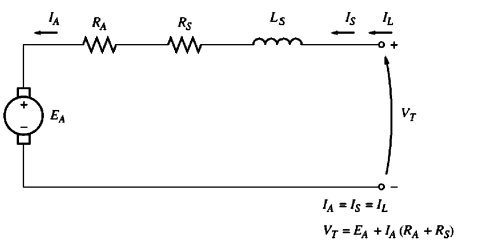 I_A R_A R_S L_S I_S I_L
+
+
E_A
−
V_T
−
I_A = I_S = I_L
V_T = E_A + I_A (R_A + R_S)